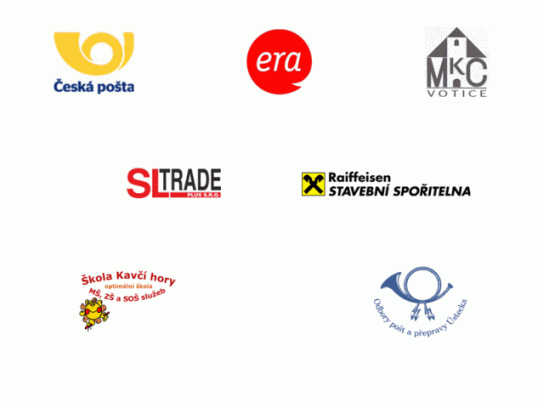 Česká pošta
era
MKC
VOTICE
SLTRADE
PLUS S.R.O.
Raiffeisen
STAVEBNÍ SPOŘITELNA
Škola Kavčí hory
optimální škola
MŠ, ZŠ a SOŠ služeb
Odbory pošt a přepravy Ústecka